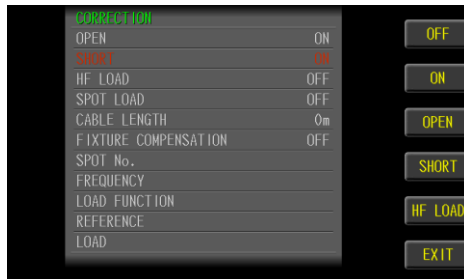 CORRECTION
OPEN ON
SHORT ON
HF LOAD OFF
SPOT LOAD OFF
CABLE LENGTH 0m
FIXTURE COMPENSATION OFF
SPOT No.
FREQUENCY
LOAD FUNCTION
REFERENCE
LOAD
OFF
ON
OPEN
SHORT
HF LOAD
EXIT